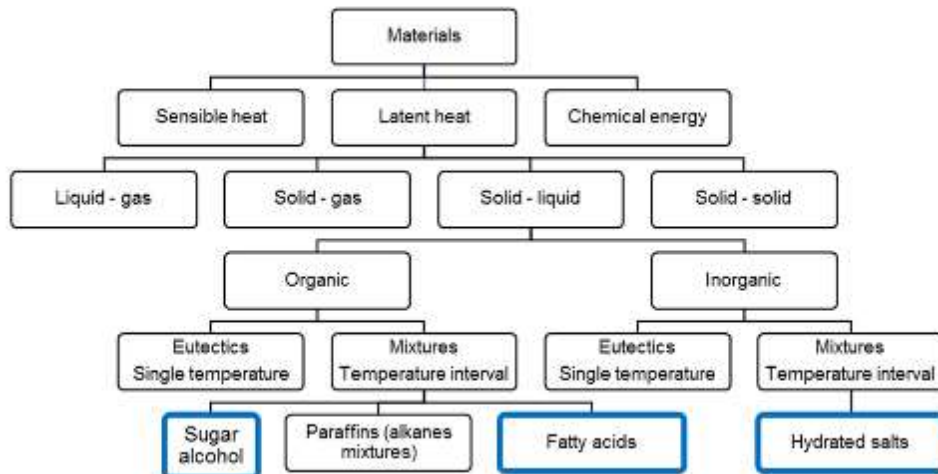 Materials
Sensible heat
Latent heat
Chemical energy
Liquid - gas
Solid - gas
Solid - liquid
Solid - solid
Organic
Inorganic
Eutectics
Single temperature
Mixtures
Temperature interval
Eutectics
Single temperature
Mixtures
Temperature interval
Sugar
alcohol
Paraffins (alkanes
mixtures)
Fatty acids
Hydrated salts